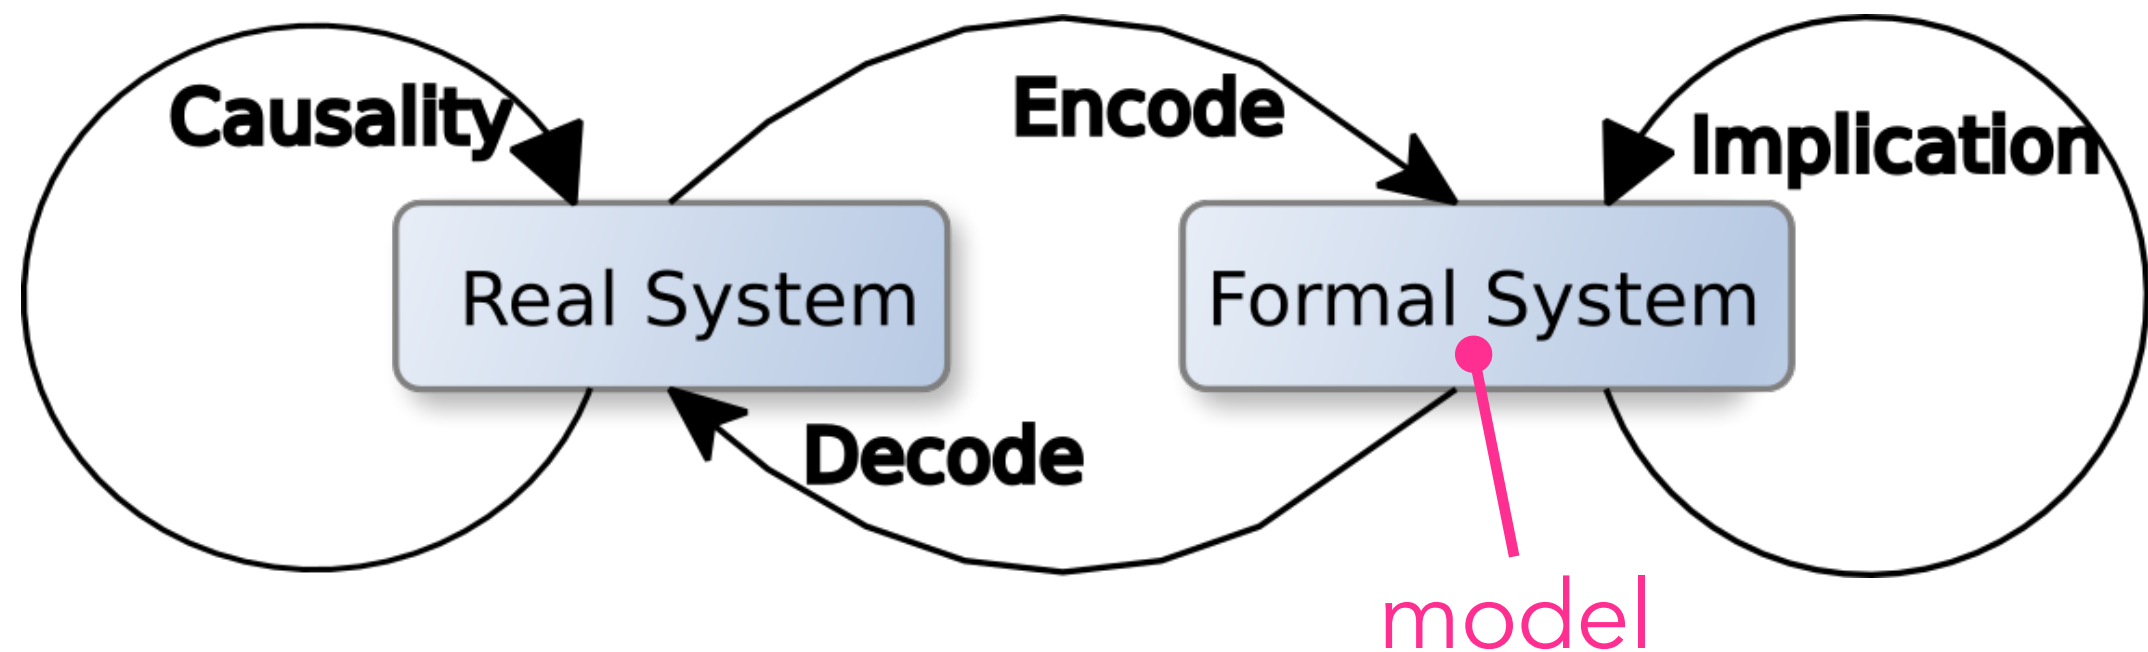 Causality
Encode
Implication
Real System
Formal System
Decode
model